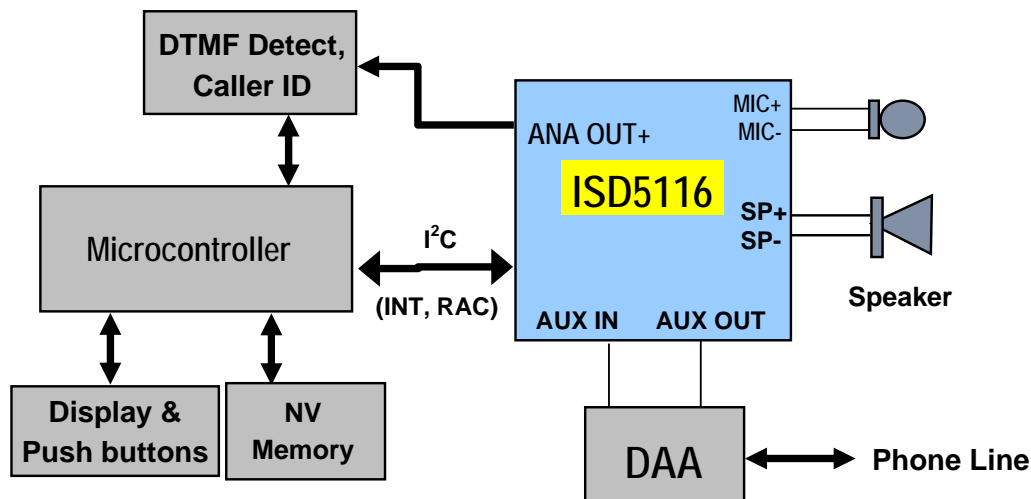 DTMF Detect,
Caller ID
MIC+
MIC-
ANA OUT+
ISD5116
SP+
SP-
Microcontroller
I²C
(INT, RAC)
Speaker
AUX IN
AUX OUT
Display &
Push buttons
NV
Memory
DAA
Phone Line